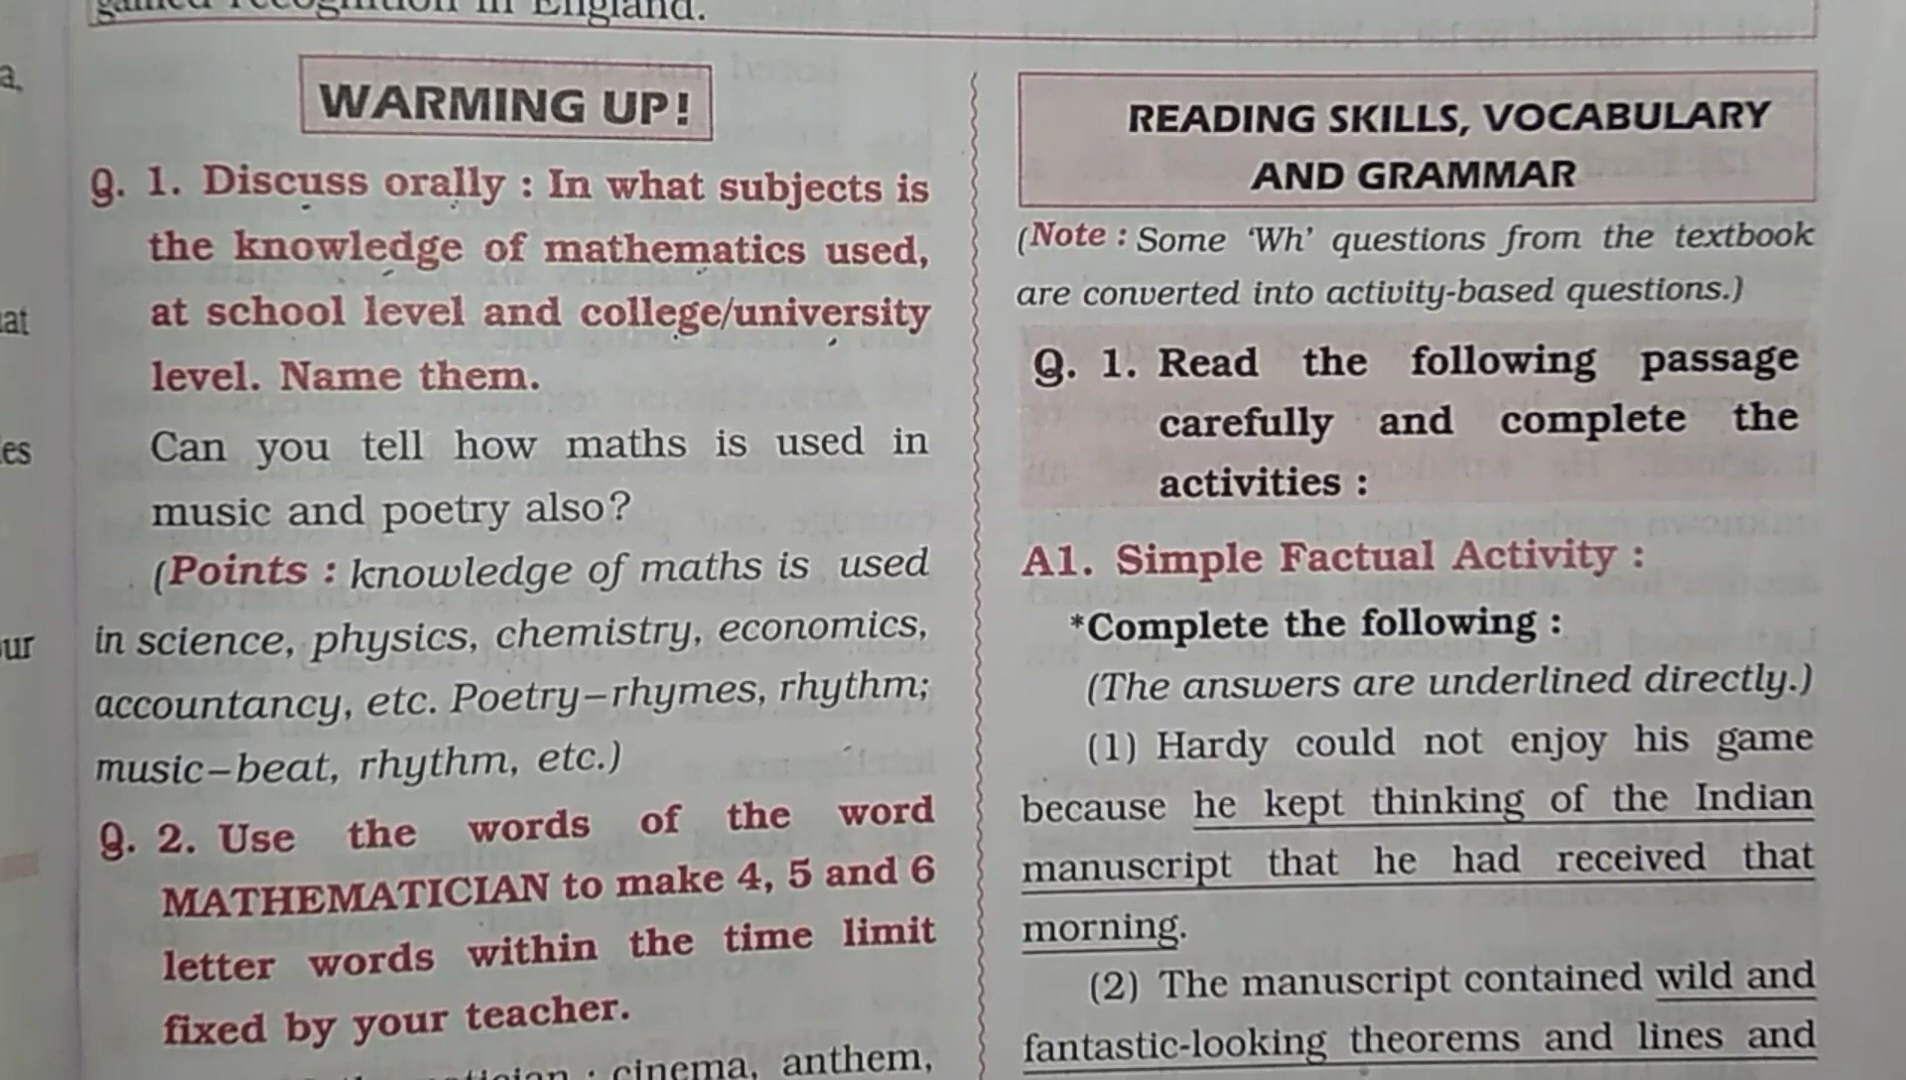 recognition in England.
a,
at
es
ur
WARMING UP!
Q. 1. Discuss orally : In what subjects is
the knowledge of mathematics used,
at school level and college/university
level. Name them.
Can you tell how maths is used in
music and poetry also?
(Points : knowledge of maths is used
in science, physics, chemistry, economics,
accountancy, etc. Poetry–rhymes, rhythm;
music–beat, rhythm, etc.)
Q. 2. Use the words of the word
MATHEMATICIAN to make 4, 5 and 6
letter words within the time limit
fixed by your teacher.
: cinema, anthem,
READING SKILLS, VOCABULARY
AND GRAMMAR
(Note : Some ‘Wh’ questions from the textbook
are converted into activity-based questions.)
Q. 1. Read the following passage
carefully and complete the
activities :
A1. Simple Factual Activity :
*Complete the following :
(The answers are underlined directly.)
(1) Hardy could not enjoy his game
because he kept thinking of the Indian
manuscript that he had received that
morning.
(2) The manuscript contained wild and
fantastic-looking theorems and lines and